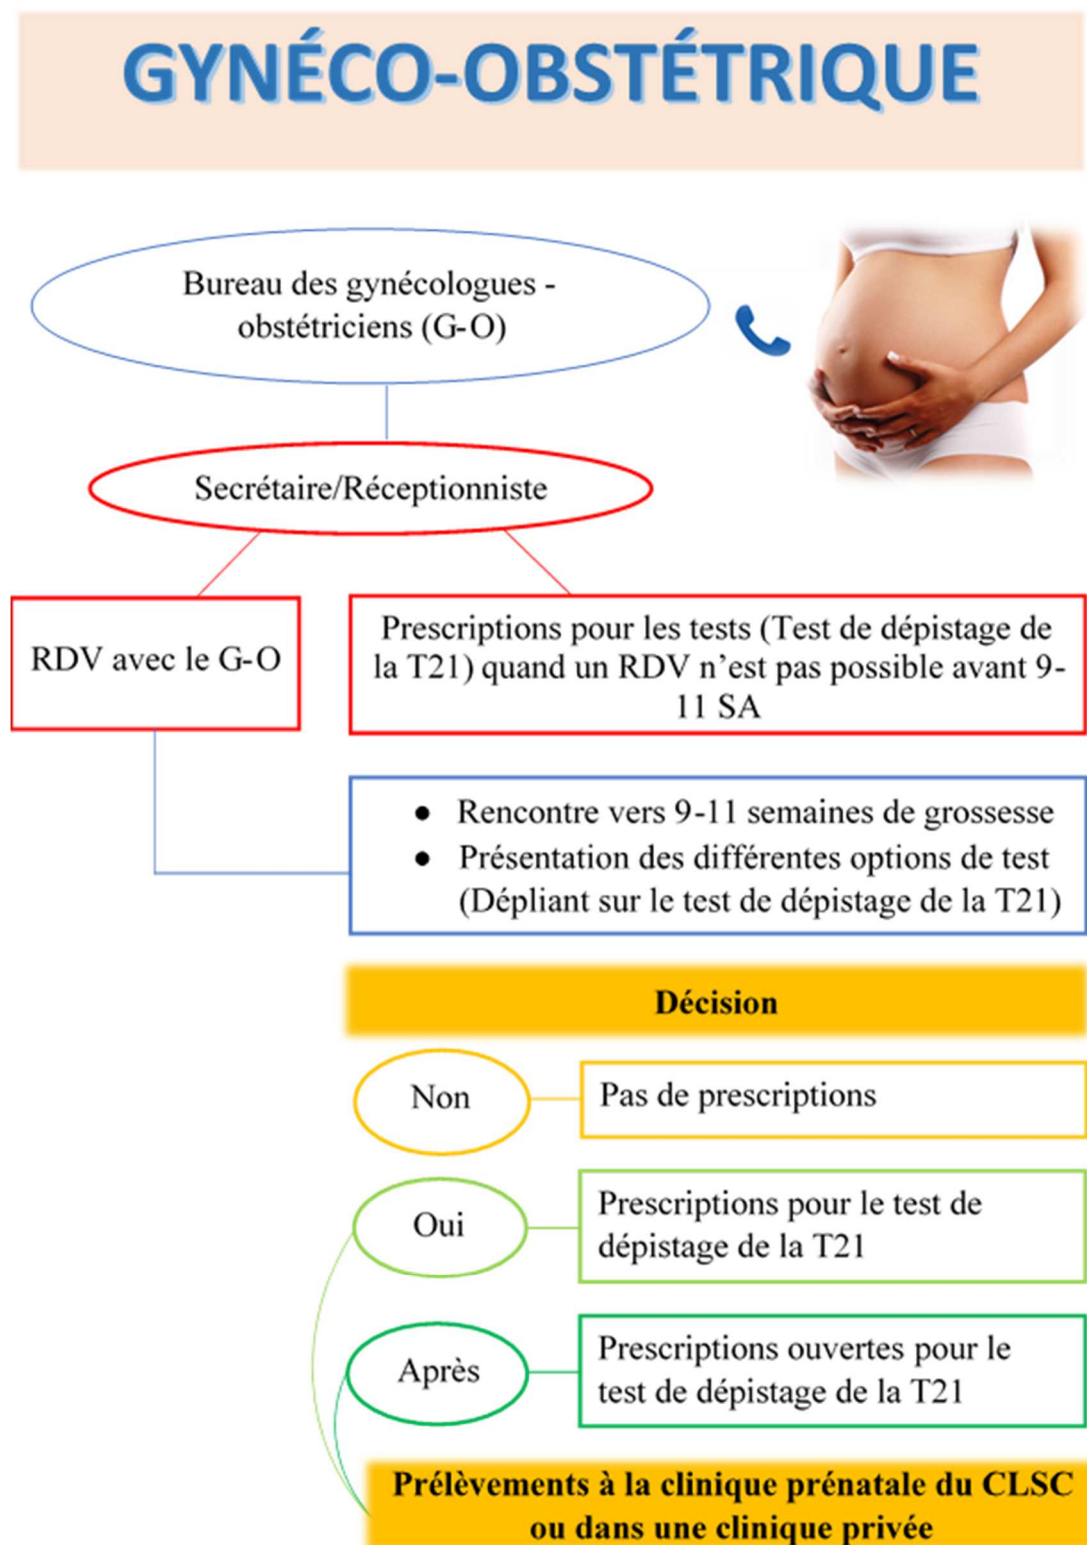 GYNÉCO-OBSTÉTRIQUE
Bureau des gynécologues -
obstétriciens (G-O)
Secrétaire/Réceptionniste
RDV avec le G-O
Prescriptions pour les tests (Test de dépistage de
la T21) quand un RDV n’est pas possible avant 9-
11 SA
● Rencontre vers 9-11 semaines de grossesse
● Présentation des différentes options de test
(Dépliant sur le test de dépistage de la T21)
Décision
Non
Pas de prescriptions
Oui
Prescriptions pour le test de
dépistage de la T21
Après
Prescriptions ouvertes pour le
test de dépistage de la T21
Prélèvements à la clinique prénatale du CLSC
ou dans une clinique privée